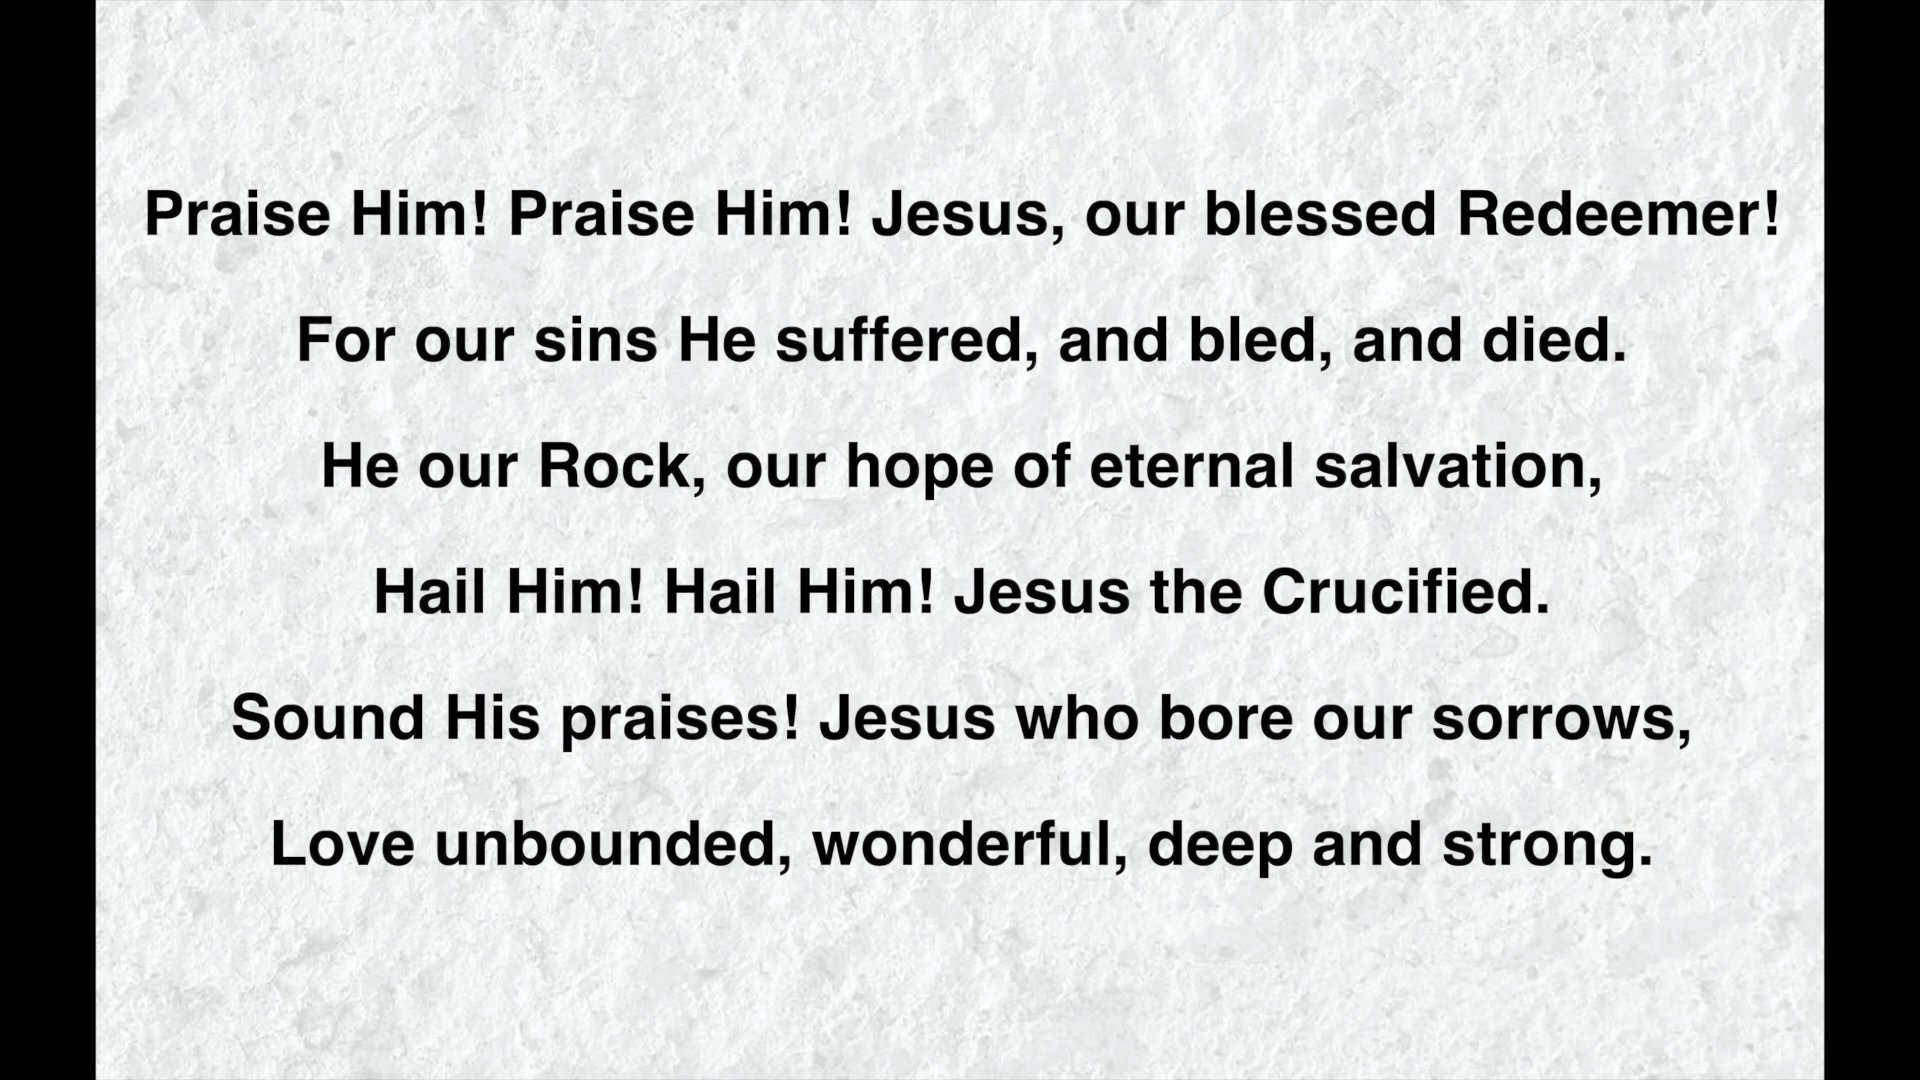 Praise Him! Praise Him! Jesus, our blessed Redeemer!
For our sins He suffered, and bled, and died.
He our Rock, our hope of eternal salvation,
Hail Him! Hail Him! Jesus the Crucified.
Sound His praises! Jesus who bore our sorrows,
Love unbounded, wonderful, deep and strong.